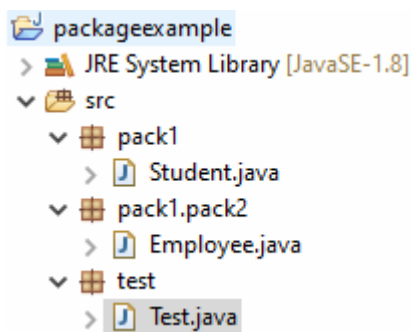 packageexample
JRE System Library [JavaSE-1.8]
src
pack1
Student.java
pack1.pack2
Employee.java
test
Test.java